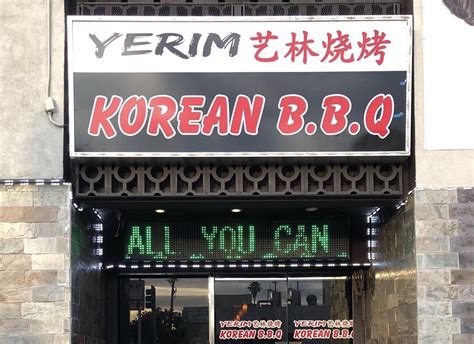 YERIM 艺林烧烤
KOREAN B.B.Q
ALL YOU CAN
YERIM 艺林烧烤
KOREAN B.B.Q
YERIM 艺林烧烤
KOREAN B.B.Q